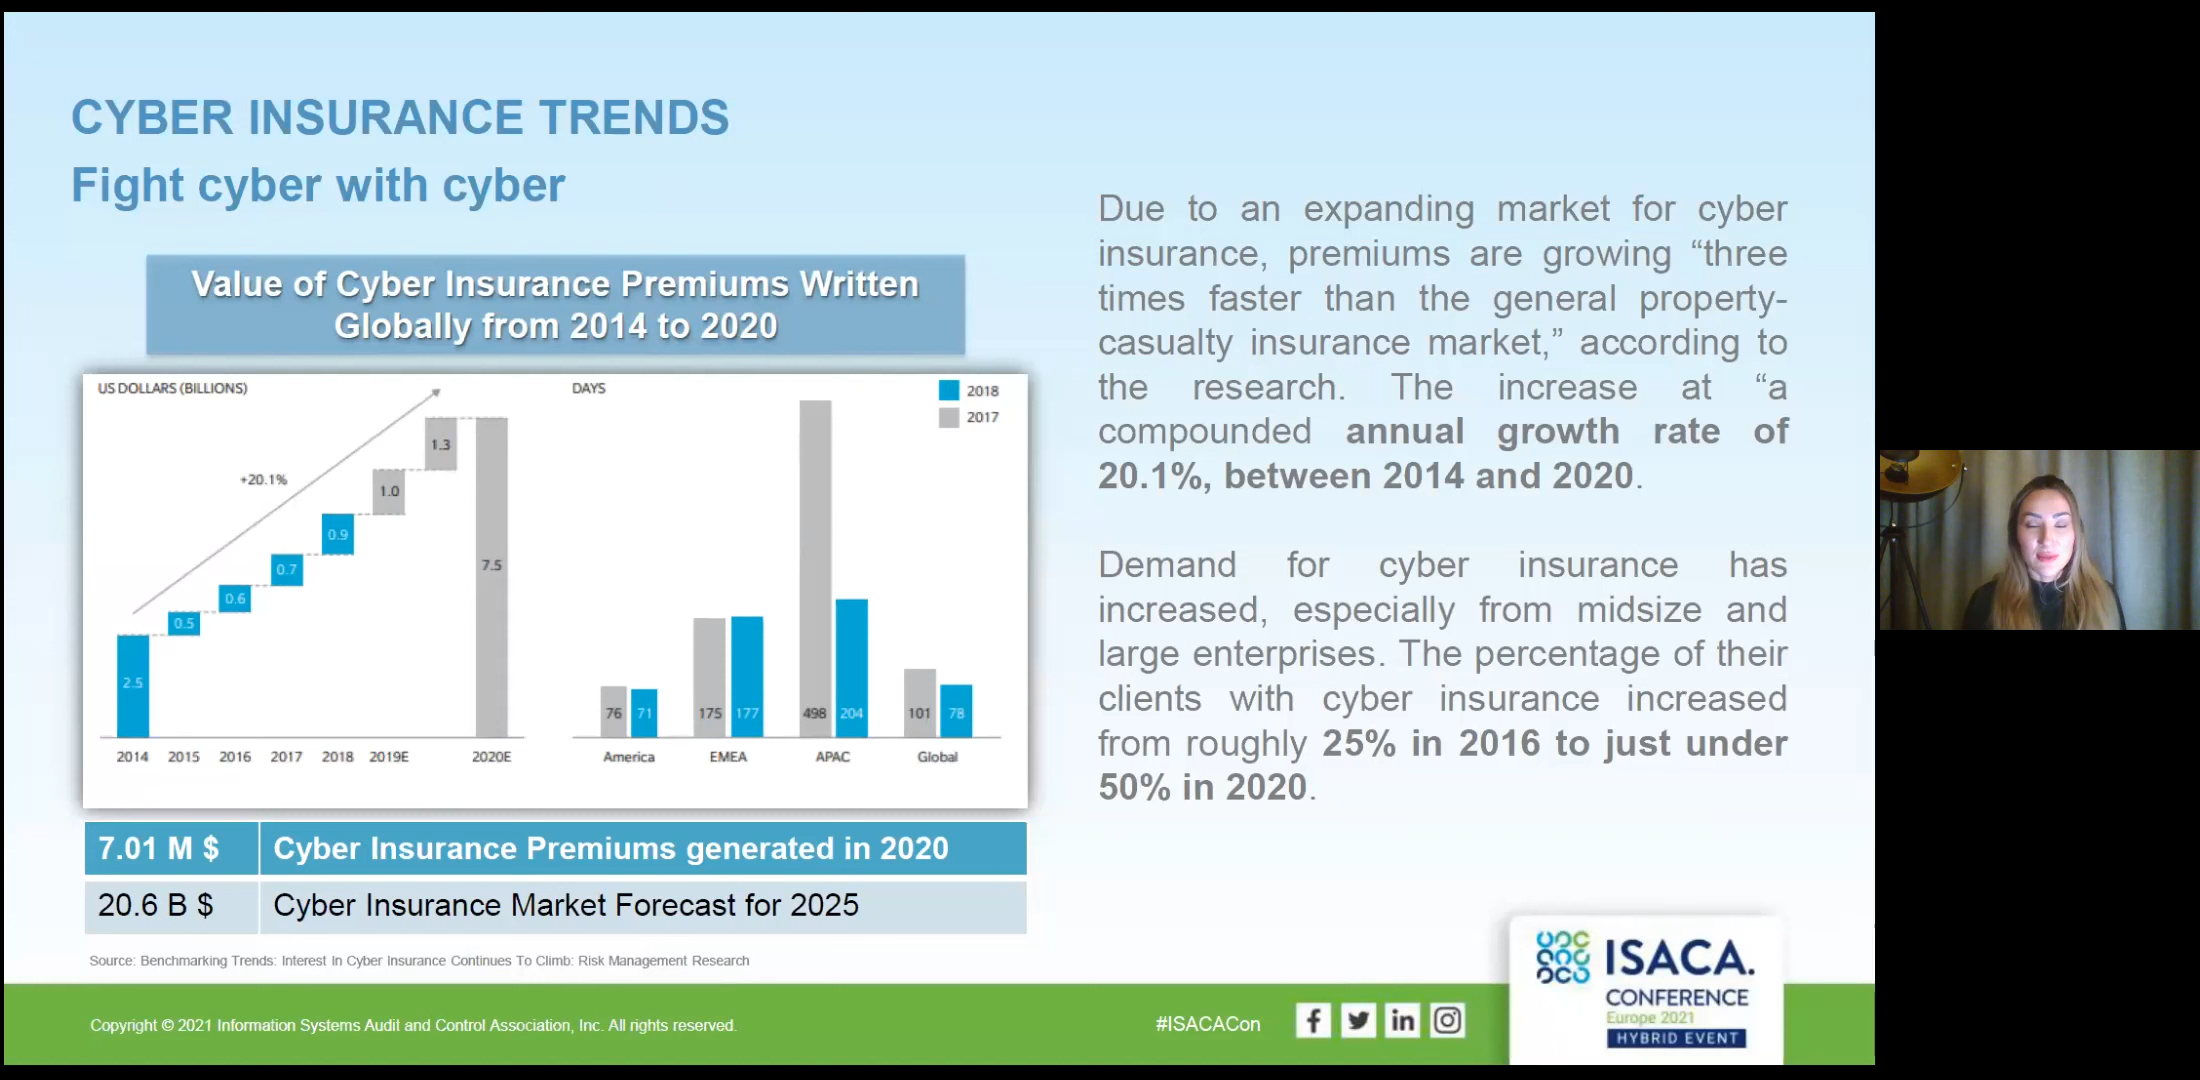 CYBER INSURANCE TRENDS
Fight cyber with cyber
Value of Cyber Insurance Premiums Written
Globally from 2014 to 2020
US DOLLARS (BILLIONS)
+20.1%
2.5
0.5
0.6
0.7
0.9
1.0
1.3
7.5
2014 2015 2016 2017 2018 2019E 2020E
DAYS
2018
2017
76 71 175 177 498 204 101 78
America EMEA APAC Global
7.01 M $ Cyber Insurance Premiums generated in 2020
20.6 B $ Cyber Insurance Market Forecast for 2025
Source: Benchmarking Trends: Interest In Cyber Insurance Continues To Climb: Risk Management Research
Due to an expanding market for cyber
insurance, premiums are growing “three
times faster than the general property-
casualty insurance market,” according to
the research. The increase at “a
compounded annual growth rate of
20.1%, between 2014 and 2020.
Demand for cyber insurance has
increased, especially from midsize and
large enterprises. The percentage of their
clients with cyber insurance increased
from roughly 25% in 2016 to just under
50% in 2020.
Copyright © 2021 Information Systems Audit and Control Association, Inc. All rights reserved.
#ISACACon
ISACA.
CONFERENCE
Europe 2021
HYBRID EVENT